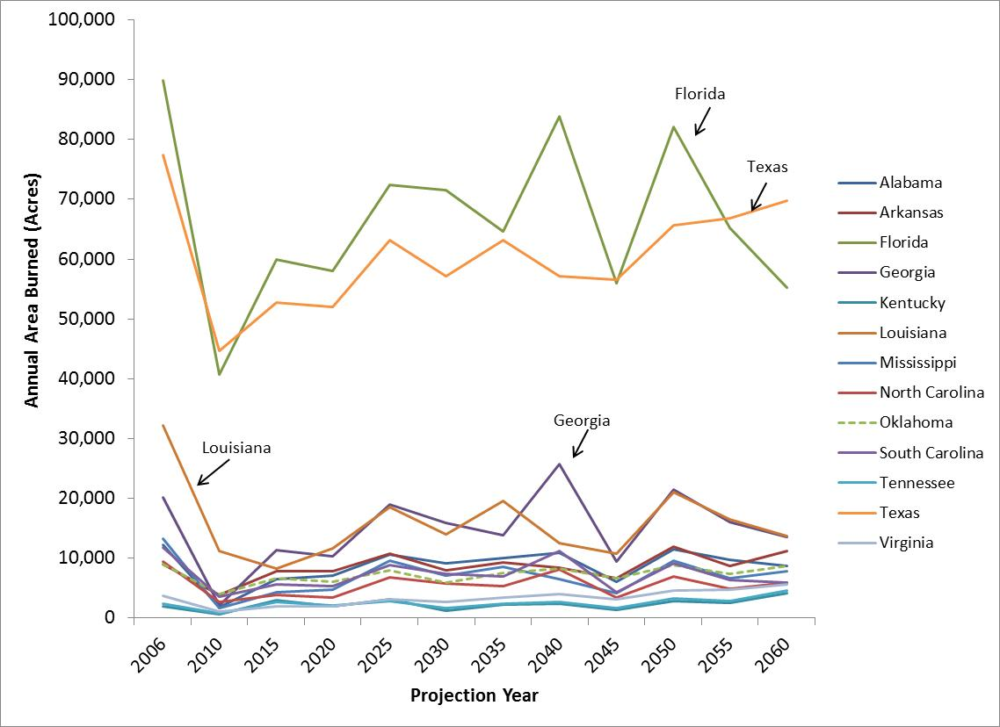 100,000
90,000
80,000
70,000
60,000
50,000
40,000
30,000
20,000
10,000
0
Annual Area Burned (Acres)
Florida
Texas
Georgia
Louisiana
2006
2010
2015
2020
2025
2030
2035
2040
2045
2050
2055
2060
Projection Year
Alabama
Arkansas
Florida
Georgia
Kentucky
Louisiana
Mississippi
North Carolina
Oklahoma
South Carolina
Tennessee
Texas
Virginia